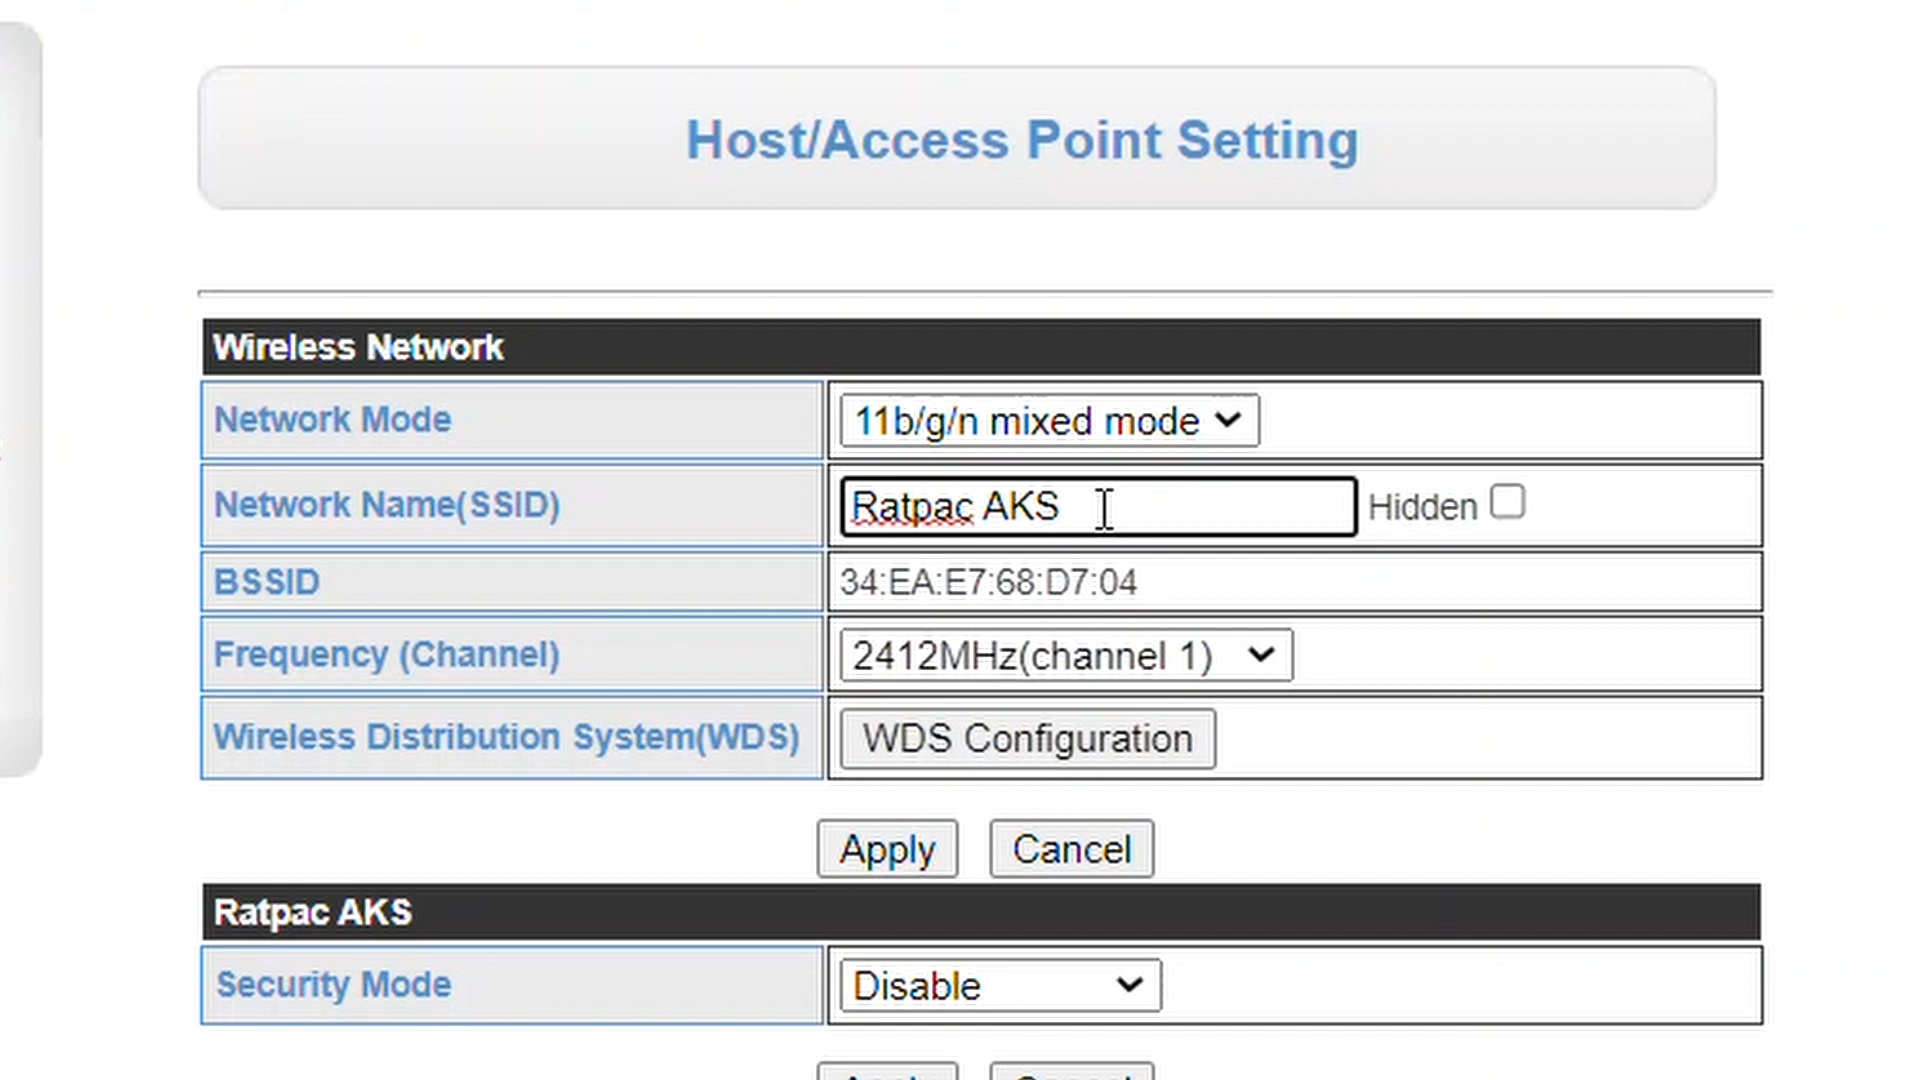 Host/Access Point Setting
Wireless Network
Network Mode 11b/g/n mixed mode
Network Name(SSID) Ratpac AKS Hidden
BSSID 34:EA:E7:68:D7:04
Frequency (Channel) 2412MHz(channel 1)
Wireless Distribution System(WDS) WDS Configuration
Apply Cancel
Ratpac AKS
Security Mode Disable